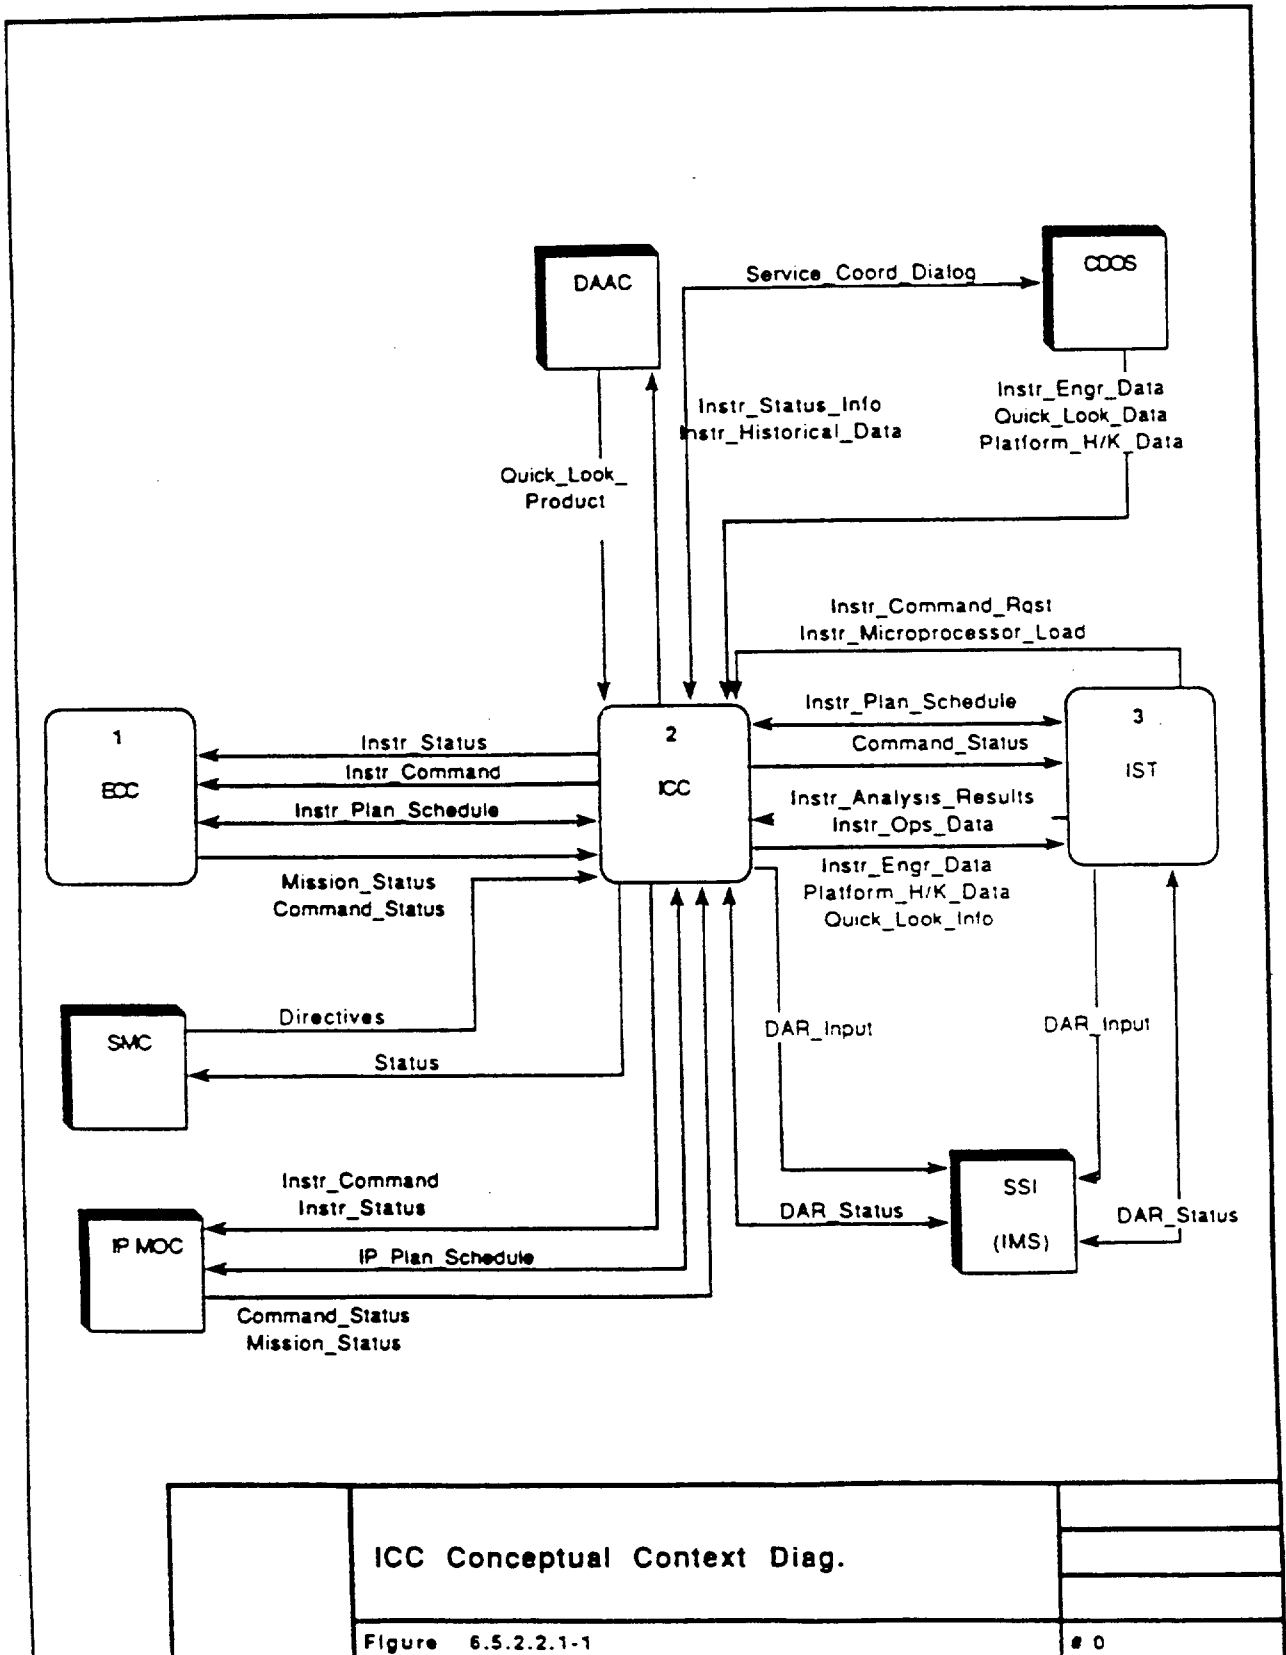 DAAC
CDOS
Service_Coord_Dialog
Instr_Status_Info
Instr_Historical_Data
Instr_Engr_Data
Quick_Look_Data
Platform_H/K_Data
Quick_Look_
Product
Instr_Command_Rqst
Instr_Microprocessor_Load
1
ECC
Instr_Status
Instr_Command
Instr_Plan_Schedule
Mission_Status
Command_Status
2
ICC
Instr_Plan_Schedule
Command_Status
Instr_Analysis_Results
Instr_Ops_Data
Instr_Engr_Data
Platform_H/K_Data
Quick_Look_Info
3
IST
SMC
Directives
Status
DAR_Input
DAR_Input
Instr_Command
Instr_Status
IP MOC
IP_Plan_Schedule
Command_Status
Mission_Status
DAR_Status
SSI
(IMS)
DAR_Status
ICC Conceptual Context Diag.
Figure 6.5.2.2.1-1
# 0